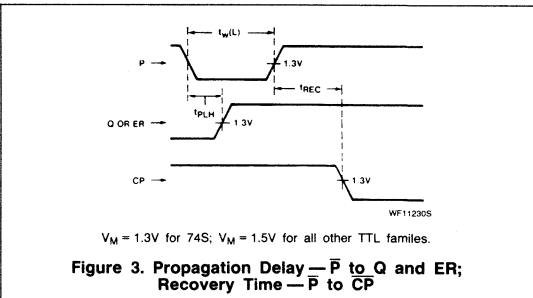 tw(L)
P
1.3V
tREC
tPLH
Q OR ER
1.3V
CP
1.3V
WF11230S
VM = 1.3V for 74S; VM = 1.5V for all other TTL familes.
Figure 3. Propagation Delay — P̅ to Q and ER;
Recovery Time — P̅ to C̅P̅